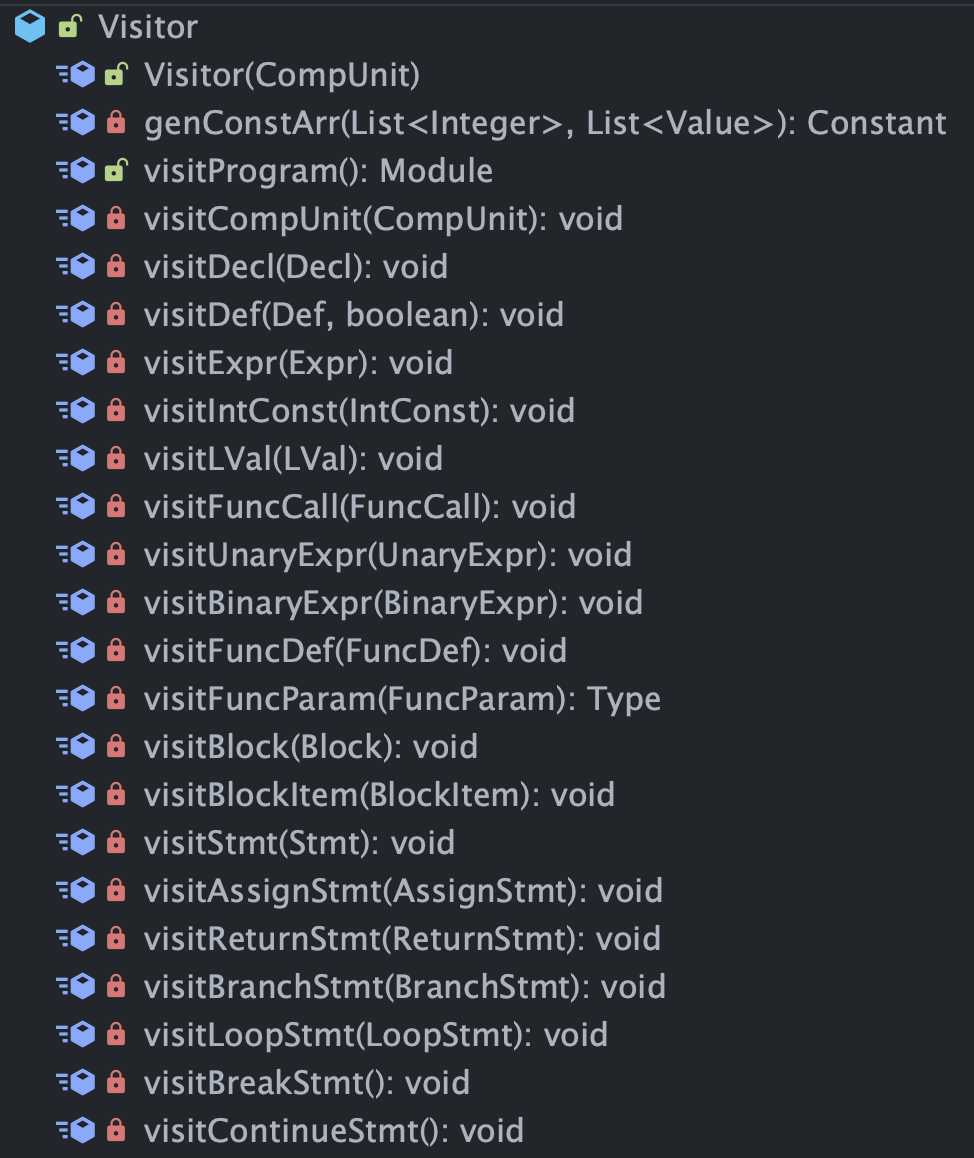 Visitor
Visitor(CompUnit)
genConstArr(List<Integer>, List<Value>): Constant
visitProgram(): Module
visitCompUnit(CompUnit): void
visitDecl(Decl): void
visitDef(Def, boolean): void
visitExpr(Expr): void
visitIntConst(IntConst): void
visitLVal(LVal): void
visitFuncCall(FuncCall): void
visitUnaryExpr(UnaryExpr): void
visitBinaryExpr(BinaryExpr): void
visitFuncDef(FuncDef): void
visitFuncParam(FuncParam): Type
visitBlock(Block): void
visitBlockItem(BlockItem): void
visitStmt(Stmt): void
visitAssignStmt(AssignStmt): void
visitReturnStmt(ReturnStmt): void
visitBranchStmt(BranchStmt): void
visitLoopStmt(LoopStmt): void
visitBreakStmt(): void
visitContinueStmt(): void